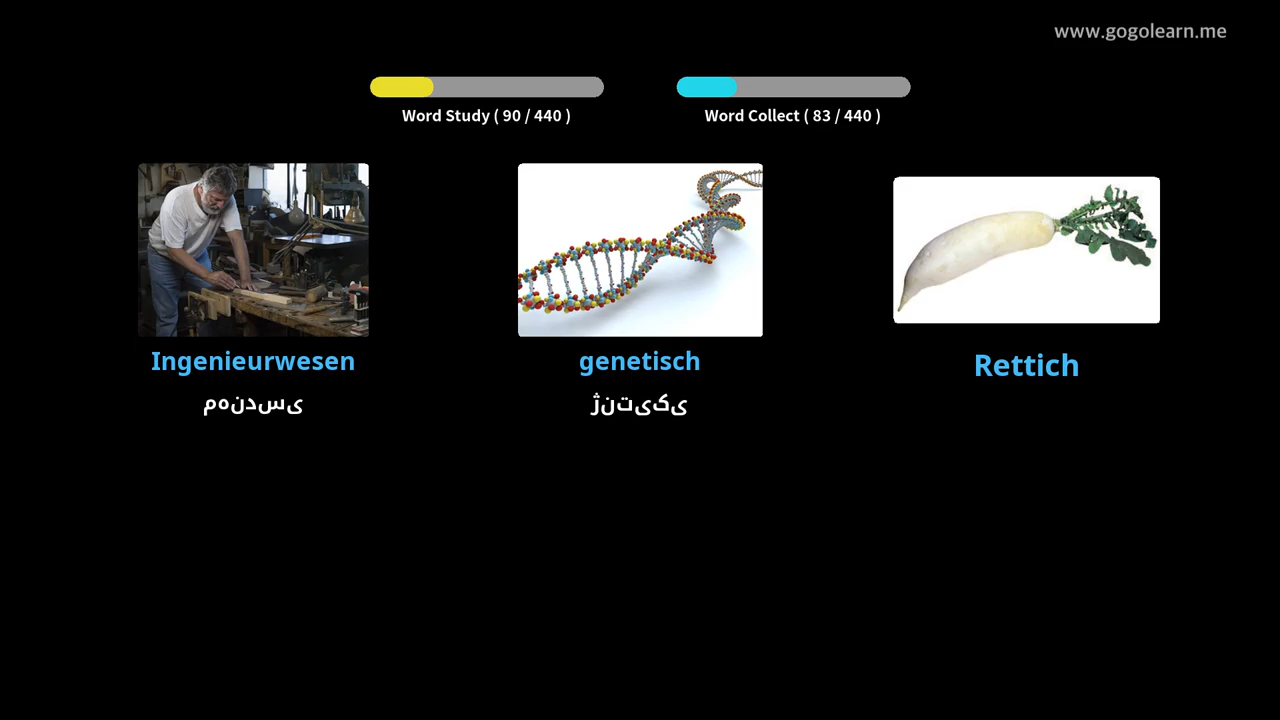 www.gogolearn.me
Word Study ( 90 / 440 )
Word Collect ( 83 / 440 )
Ingenieurwesen
genetisch
Rettich
مهندسی
ژنتیکی